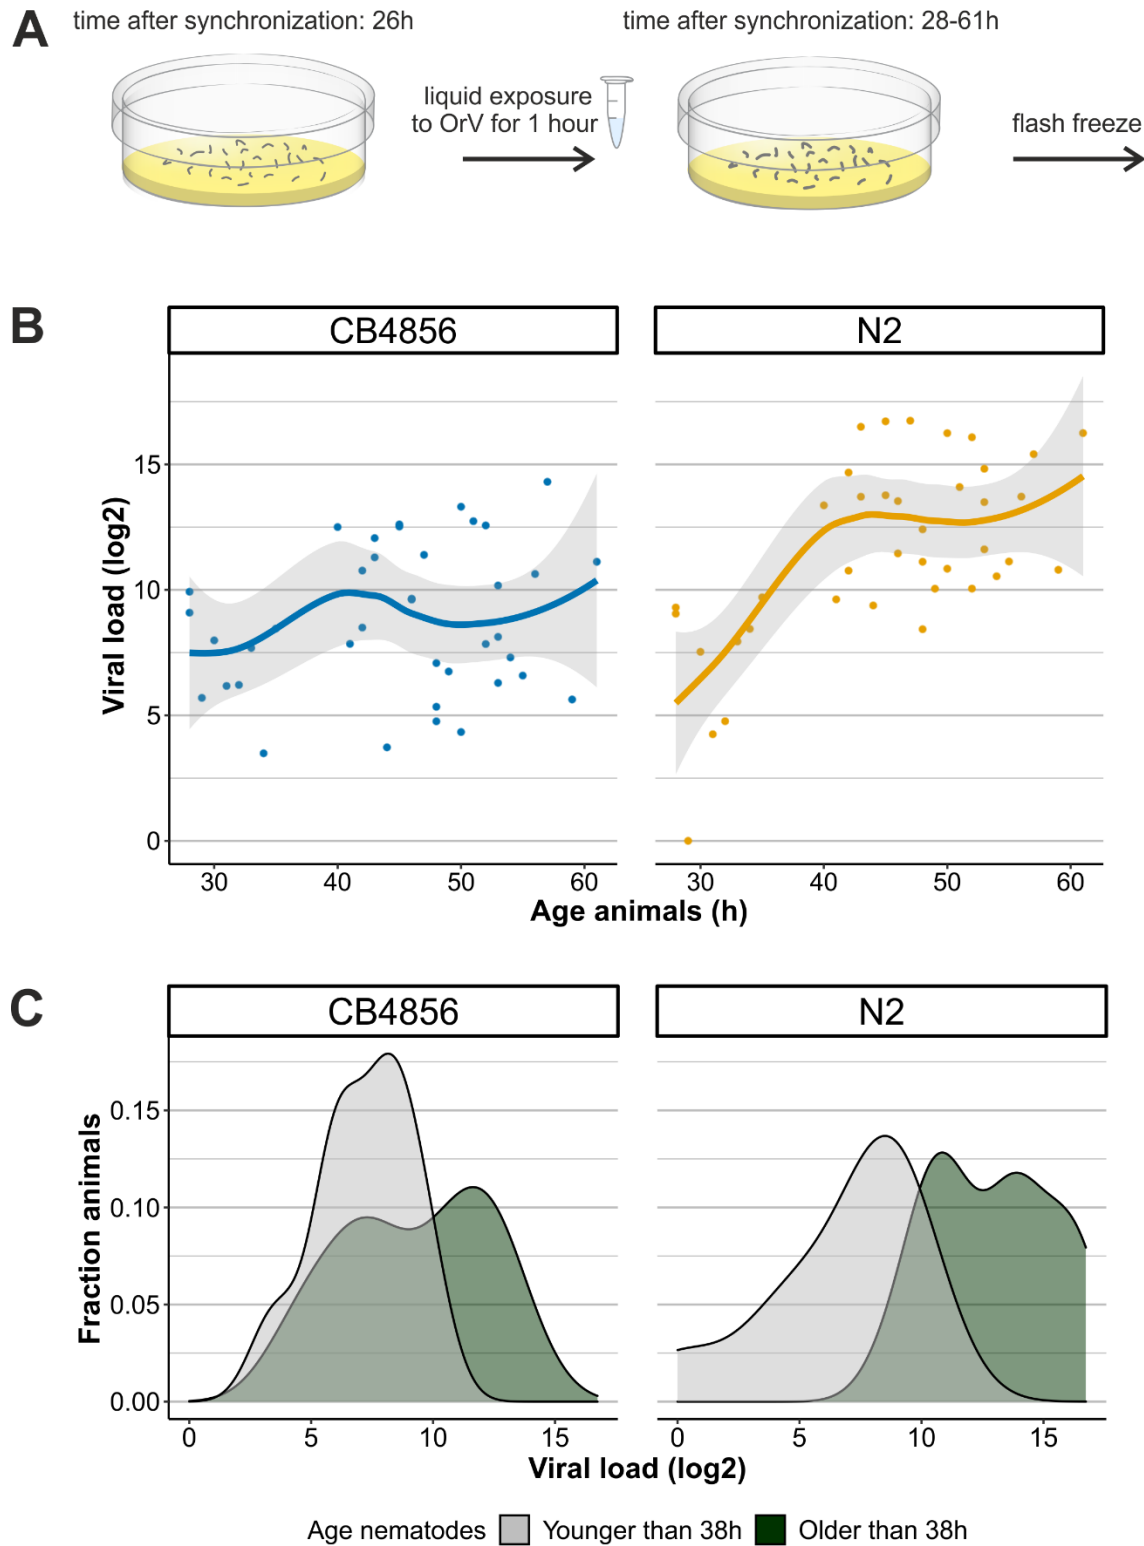 A
time after synchronization: 26h
time after synchronization: 28-61h
liquid exposure
to OrV for 1 hour
flash freeze
B
CB4856
N2
Viral load (log2)
15
10
5
0
30
40
50
60
30
40
50
60
Age animals (h)
C
CB4856
N2
Fraction animals
0.15
0.10
0.05
0.00
0
5
10
15
0
5
10
15
Viral load (log2)
Age nematodes
Younger than 38h
Older than 38h